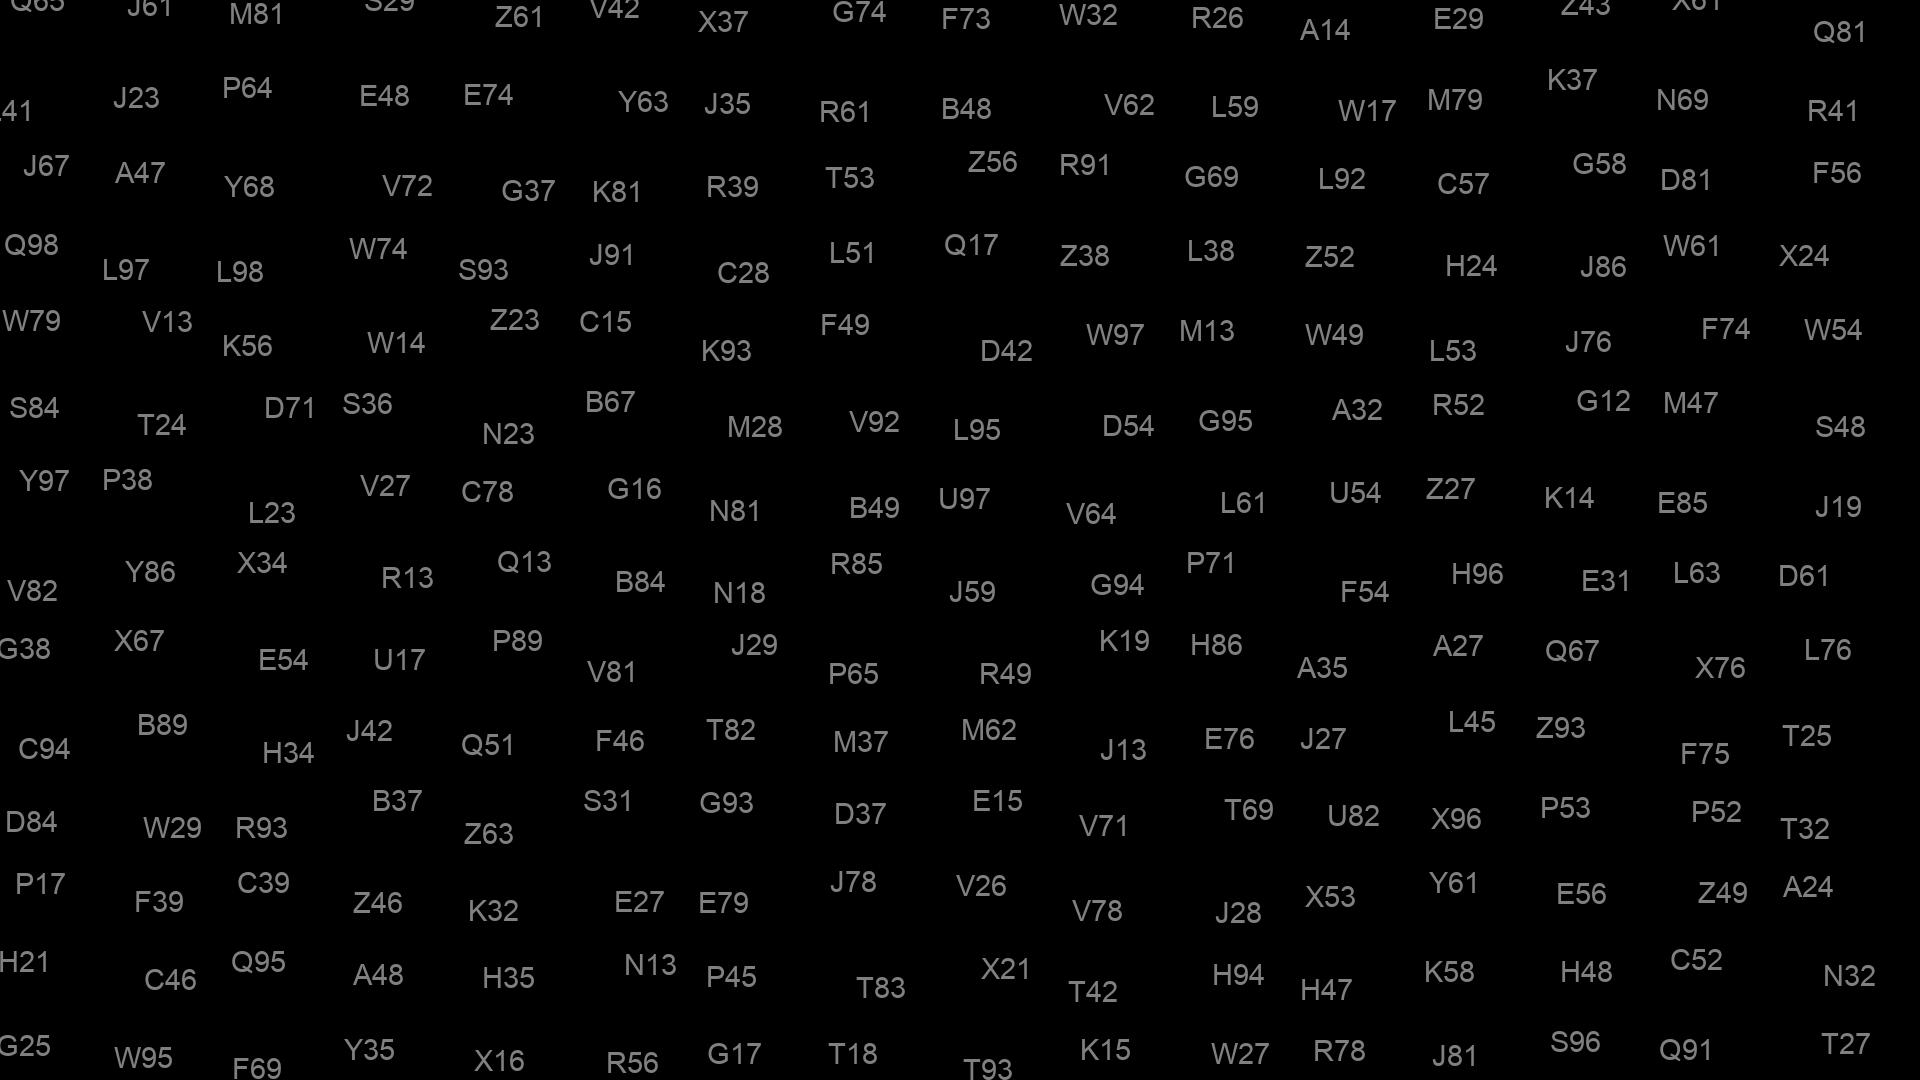 Q65 J61 M81 S29 Z61 V42 X37 G74 F73 W32 R26 A14 E29 Z43 X61 Q81
41 J23 P64 E48 E74 Y63 J35 R61 B48 V62 L59 W17 M79 K37 N69 R41
J67 A47 Y68 V72 G37 K81 R39 T53 Z56 R91 G69 L92 C57 G58 D81 F56
Q98 L97 L98 W74 S93 J91 C28 L51 Q17 Z38 L38 Z52 H24 J86 W61 X24
W79 V13 K56 W14 Z23 C15 K93 F49 D42 W97 M13 W49 L53 J76 F74 W54
S84 T24 D71 S36 N23 B67 M28 V92 L95 D54 G95 A32 R52 G12 M47 S48
Y97 P38 L23 V27 C78 G16 N81 B49 U97 V64 L61 U54 Z27 K14 E85 J19
V82 Y86 X34 R13 Q13 B84 N18 R85 J59 G94 P71 F54 H96 E31 L63 D61
G38 X67 E54 U17 P89 V81 J29 P65 R49 K19 H86 A35 A27 Q67 X76 L76
C94 B89 H34 J42 Q51 F46 T82 M37 M62 J13 E76 J27 L45 Z93 F75 T25
D84 W29 R93 B37 Z63 S31 G93 D37 E15 V71 T69 U82 X96 P53 P52 T32
P17 F39 C39 Z46 K32 E27 E79 J78 V26 V78 J28 X53 Y61 E56 Z49 A24
H21 C46 Q95 A48 H35 N13 P45 T83 X21 T42 H94 H47 K58 H48 C52 N32
G25 W95 F69 Y35 X16 R56 G17 T18 T93 K15 W27 R78 J81 S96 Q91 T27